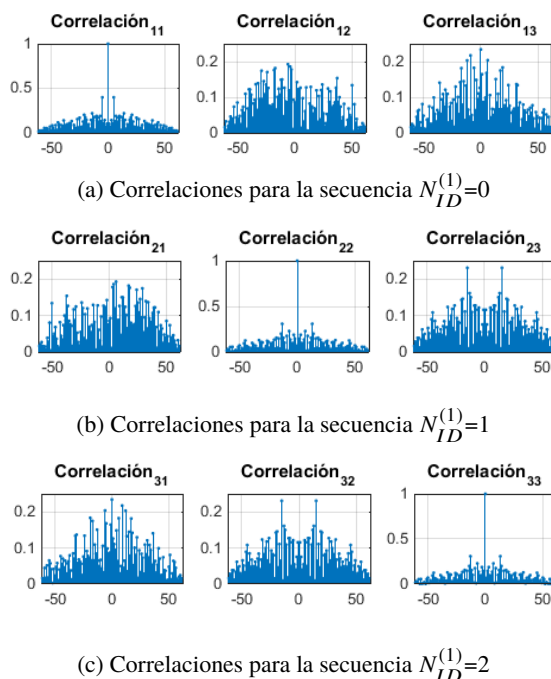 Correlación₁₁ Correlación₁₂ Correlación₁₃
1 0.5 0 0.2 0.1 0 0.2 0.1 0
-50 0 50 -50 0 50 -50 0 50
(a) Correlaciones para la secuencia N_{ID}^{(1)}=0
Correlación₂₁ Correlación₂₂ Correlación₂₃
0.2 0.1 0 1 0.5 0 0.2 0.1 0
-50 0 50 -50 0 50 -50 0 50
(b) Correlaciones para la secuencia N_{ID}^{(1)}=1
Correlación₃₁ Correlación₃₂ Correlación₃₃
0.2 0.1 0 0.2 0.1 0 1 0.5 0
-50 0 50 -50 0 50 -50 0 50
(c) Correlaciones para la secuencia N_{ID}^{(1)}=2